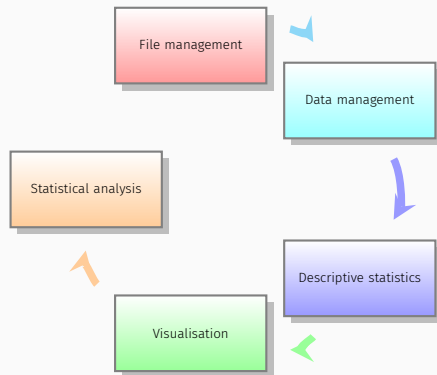 File management
Data management
Descriptive statistics
Visualisation
Statistical analysis